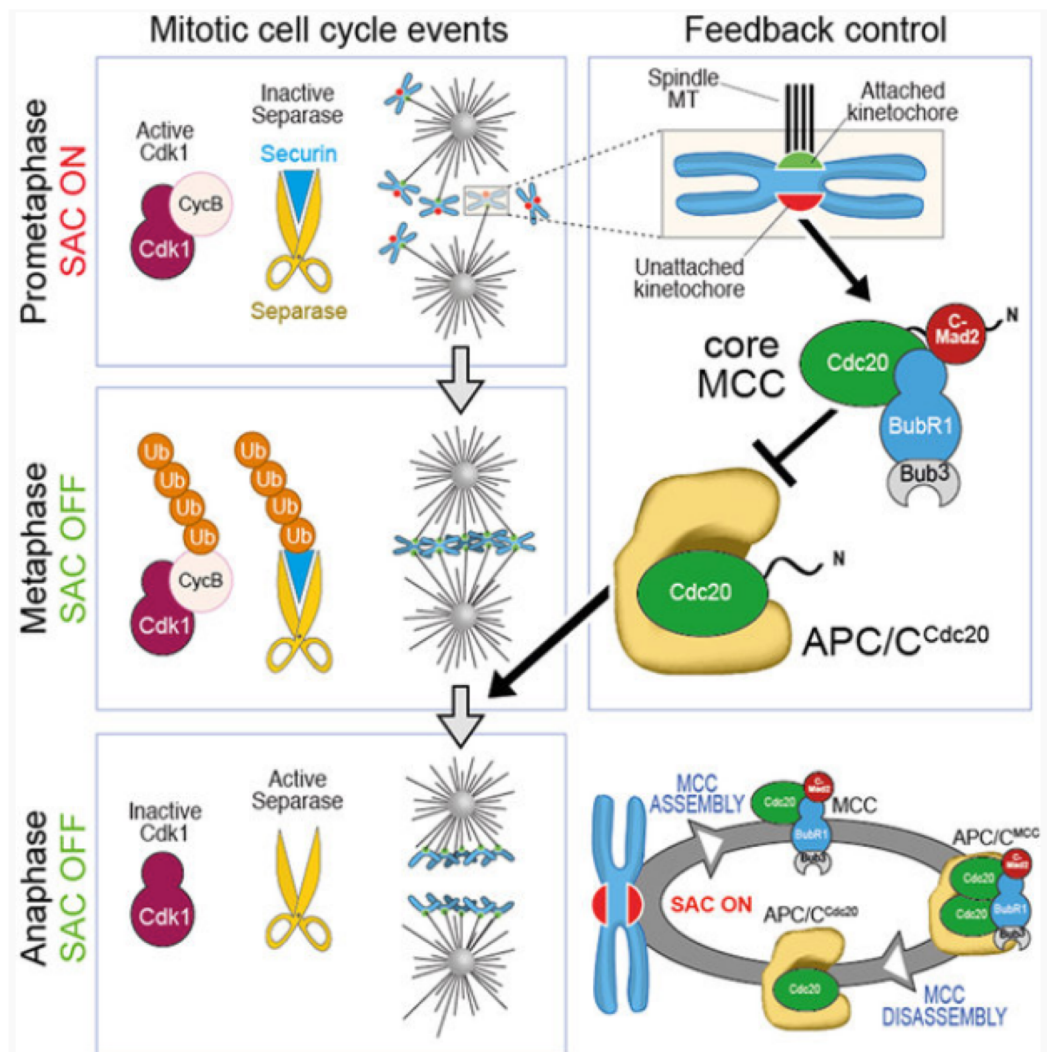 Mitotic cell cycle events
Feedback control
Prometaphase
SAC ON
Active
Cdk1
CycB
Cdk1
Inactive
Separase
Securin
Separase
Spindle
MT
Attached
kinetochore
Unattached
kinetochore
core
MCC
Cdc20
C-
Mad2
N
BubR1
Bub3
Metaphase
SAC OFF
Ub
Ub
Ub
Ub
CycB
Cdk1
Ub
Ub
Ub
Ub
Cdc20
N
APC/CCdc20
Anaphase
SAC OFF
Inactive
Cdk1
Cdk1
Active
Separase
MCC
ASSEMBLY
Cdc20
C-
Mad2
MCC
BubR1
Bub3
APC/CMCC
C-
Mad2
Cdc20
BubR1
Cdc20
Bub3
SAC ON
APC/CCdc20
Cdc20
MCC
DISASSEMBLY